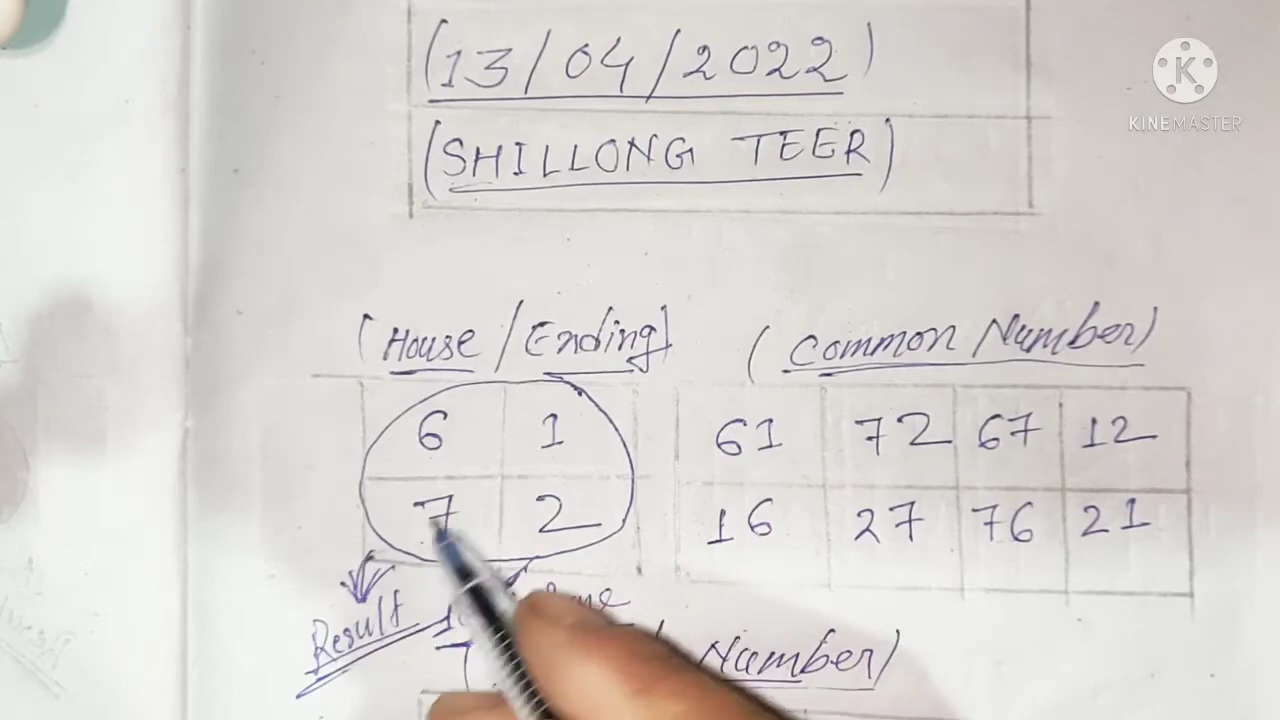 (13/04/2022)
K
KINEMASTER
(SHILLONG TEER)
(House/Ending)
(Common Number)
6 1
61 72 67 12
7 2
16 27 76 21
Result
Number)